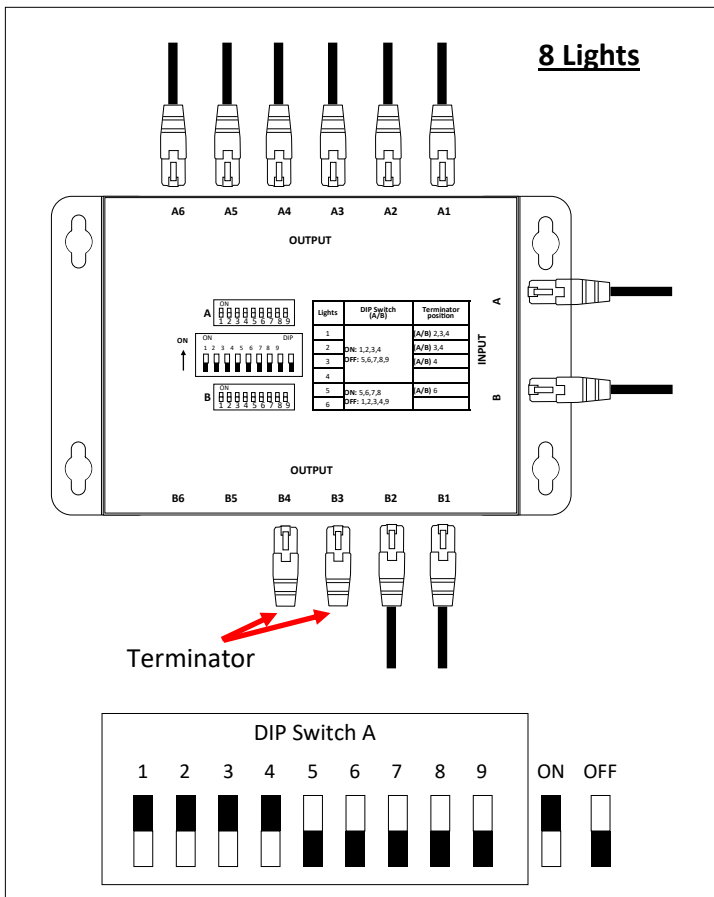 8 Lights
A6 A5 A4 A3 A2 A1
OUTPUT
A
ON
1 2 3 4 5 6 7 8 9
ON
ON DIP
1 2 3 4 5 6 7 8 9
B
ON
1 2 3 4 5 6 7 8 9
Lights DIP Switch (A/B) Terminator position
1 (A/B) 2,3,4
2 ON: 1,2,3,4 (A/B) 3,4
3 OFF: 5,6,7,8,9 (A/B) 4
4
5 ON: 5,6,7,8 (A/B) 6
6 OFF: 1,2,3,4,9
A
INPUT
B
OUTPUT
B6 B5 B4 B3 B2 B1
Terminator
DIP Switch A
1 2 3 4 5 6 7 8 9 ON OFF